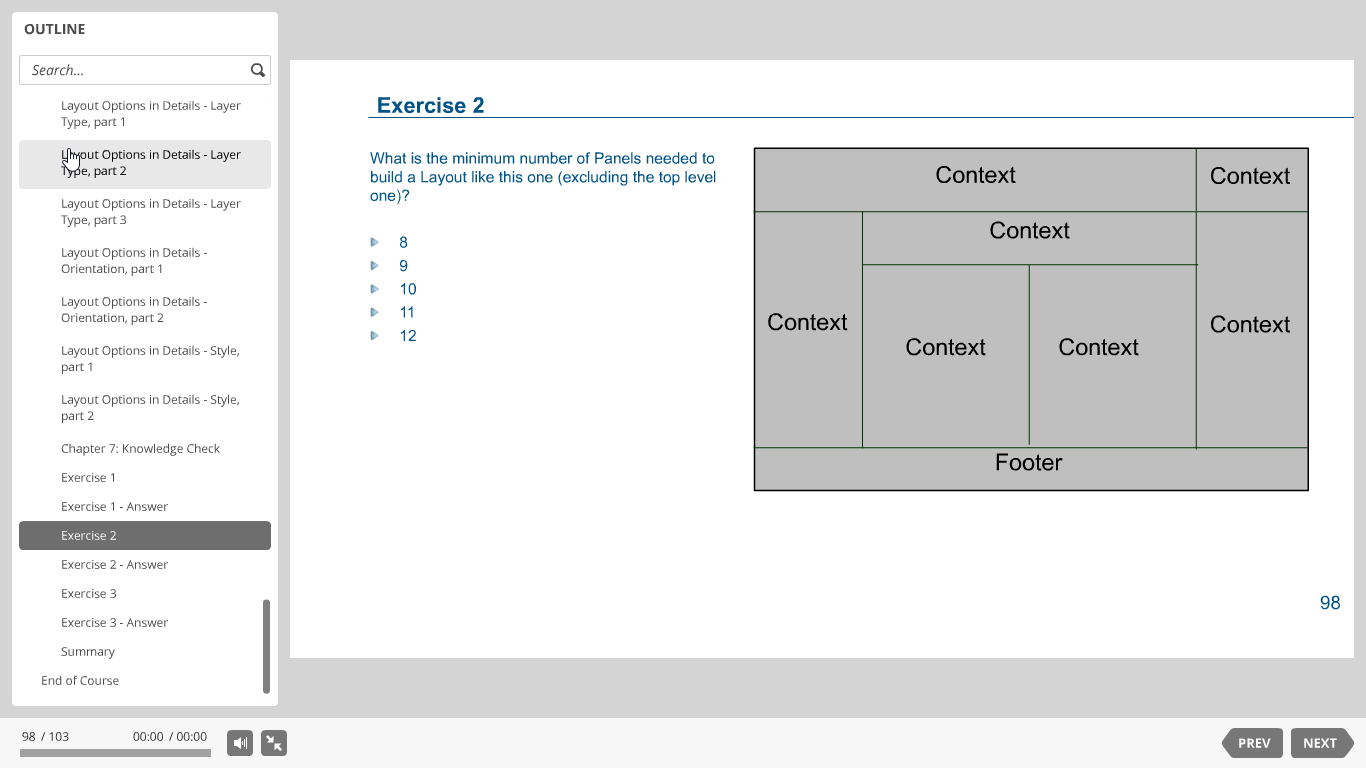 OUTLINE
Search...
Layout Options in Details - Layer
Type, part 1
Layout Options in Details - Layer
Type, part 2
Layout Options in Details - Layer
Type, part 3
Layout Options in Details -
Orientation, part 1
Layout Options in Details -
Orientation, part 2
Layout Options in Details - Style,
part 1
Layout Options in Details - Style,
part 2
Chapter 7: Knowledge Check
Exercise 1
Exercise 1 - Answer
Exercise 2
Exercise 2 - Answer
Exercise 3
Exercise 3 - Answer
Summary
End of Course
Exercise 2
What is the minimum number of Panels needed to
build a Layout like this one (excluding the top level
one)?
8
9
10
11
12
Context
Context
Context
Context
Context
Context
Context
Footer
98
98 / 103
00:00 / 00:00
PREV
NEXT